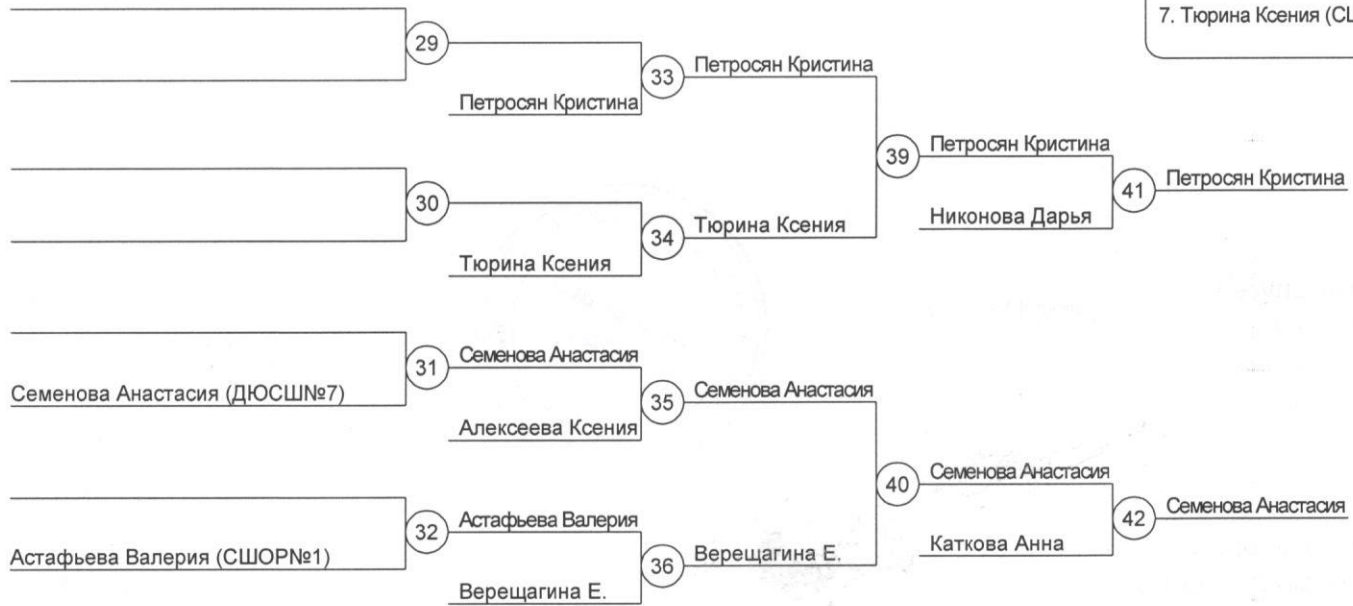 7. Тюрина Ксения (
29
Петросян Кристина
33
Петросян Кристина
39
Петросян Кристина
41
Петросян Кристина
Никонова Дарья
30
Тюрина Ксения
34
Тюрина Ксения
31
Семенова Анастасия
Семенова Анастасия (ДЮСШ№7)
35
Семенова Анастасия
Алексеева Ксения
40
Семенова Анастасия
42
Семенова Анастасия
Каткова Анна
32
Астафьева Валерия
Астафьева Валерия (СШОР№1)
36
Верещагина Е.
Верещагина Е.